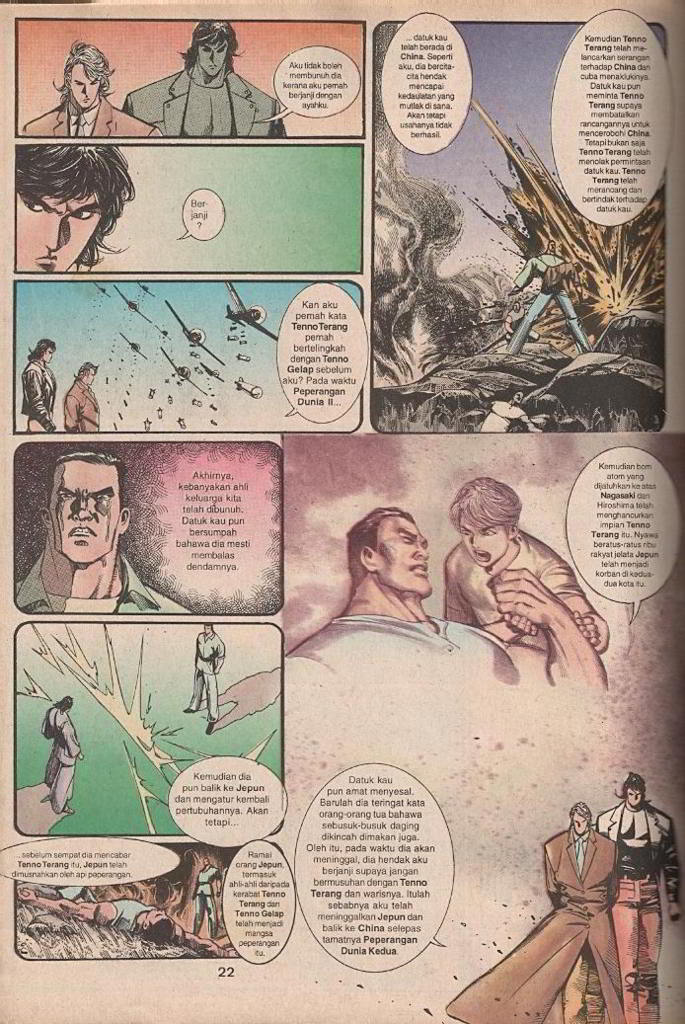 Aku tidak boleh
membunuh dia
kerana aku pernah
berjanji dengan
ayahku.
Ber-
janji
?
Kan aku
pernah kata
Tenno Terang
pernah
bertelingkah
dengan Tenno
Gelap sebelum
aku? Pada waktu
Peperangan
Dunia II...
... datuk kau
telah berada di
China. Seperti
aku, dia bercita-
cita hendak
mencapai
kedaulatan yang
mutlak di sana.
Akan tetapi
usahanya tidak
berhasil.
Kemudian Tenno
Terang telah me-
lancarkan serangan
terhadap China dan
cuba menaklukinya.
Datuk kau pun
meminta Tenno
Terang supaya
membatalkan
rancangannya untuk
mencerobohi China.
Tetapi bukan saja
Tenno Terang telah
menolak permintaan
datuk kau. Tenno
Terang telah
merancang dan
bertindak terhadap
datuk kau.
Akhirnya,
kebanyakan ahli
keluarga kita
telah dibunuh.
Datuk kau pun
bersumpah
bahawa dia mesti
membalas
dendamnya.
Kemudian bom
atom yang
dijatuhkan ke atas
Nagasaki dan
Hiroshima telah
menghancurkan
impian Tenno
Terang itu. Nyawa
beratus-ratus ribu
rakyat jelata Jepun
telah menjadi
korban di kedua-
dua kota itu.
Kemudian dia
pun balik ke Jepun
dan mengatur kembali
pertubuhannya. Akan
tetapi...
...sebelum sempat dia mencabar
Tenno Terang itu, Jepun telah
dimusnahkan oleh api peperangan.
Ramai
orang Jepun,
termasuk
ahli-ahli daripada
kerabat Tenno
Terang dan
Tenno Gelap
telah menjadi
mangsa
peperangan
itu.
Datuk kau
pun amat menyesal.
Barulah dia teringat kata
orang-orang tua bahawa
sebusuk-busuk daging
dikincah dimakan juga.
Oleh itu, pada waktu dia akan
meninggal, dia hendak aku
berjanji supaya jangan
bermusuhan dengan Tenno
Terang dan warisnya. Itulah
sebabnya aku telah
meninggalkan Jepun dan
balik ke China selepas
tamatnya Peperangan
Dunia Kedua.
22